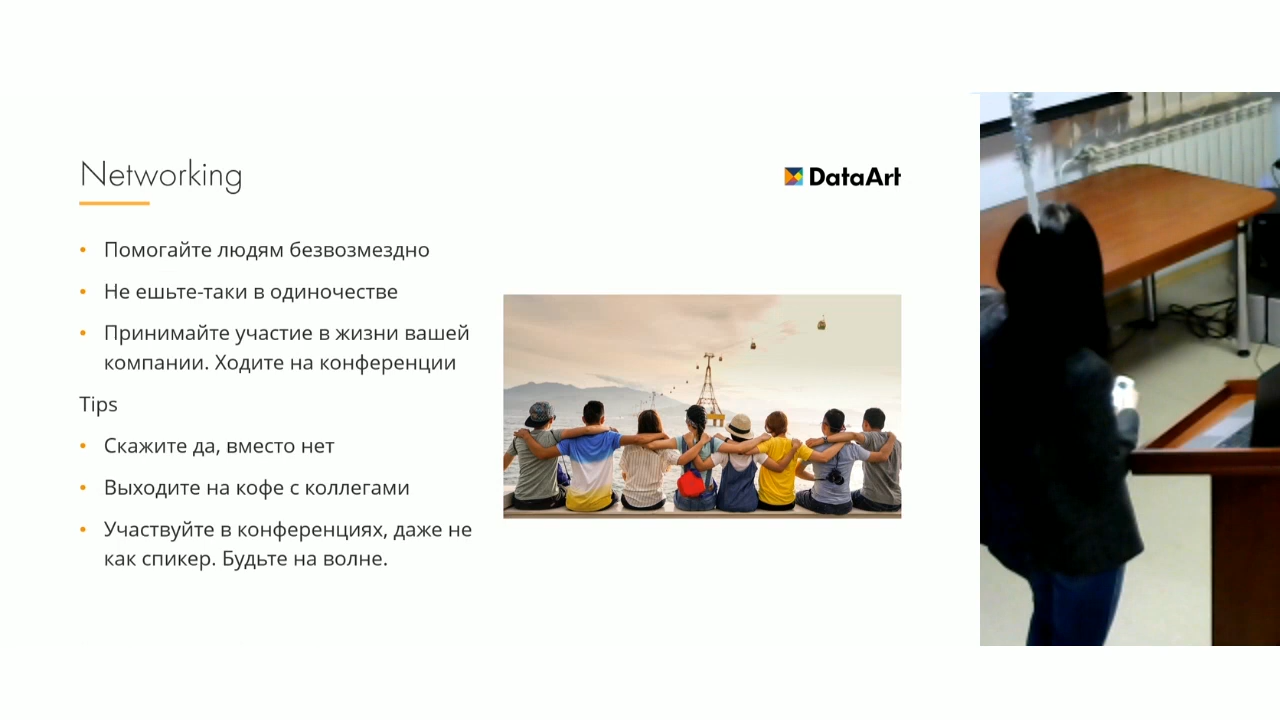 Networking
DataArt
Помогайте людям безвозмездно
Не ешьте-таки в одиночестве
Принимайте участие в жизни вашей
компании. Ходите на конференции
Tips
Скажите да, вместо нет
Выходите на кофе с коллегами
Участвуйте в конференциях, даже не
как спикер. Будьте на волне.